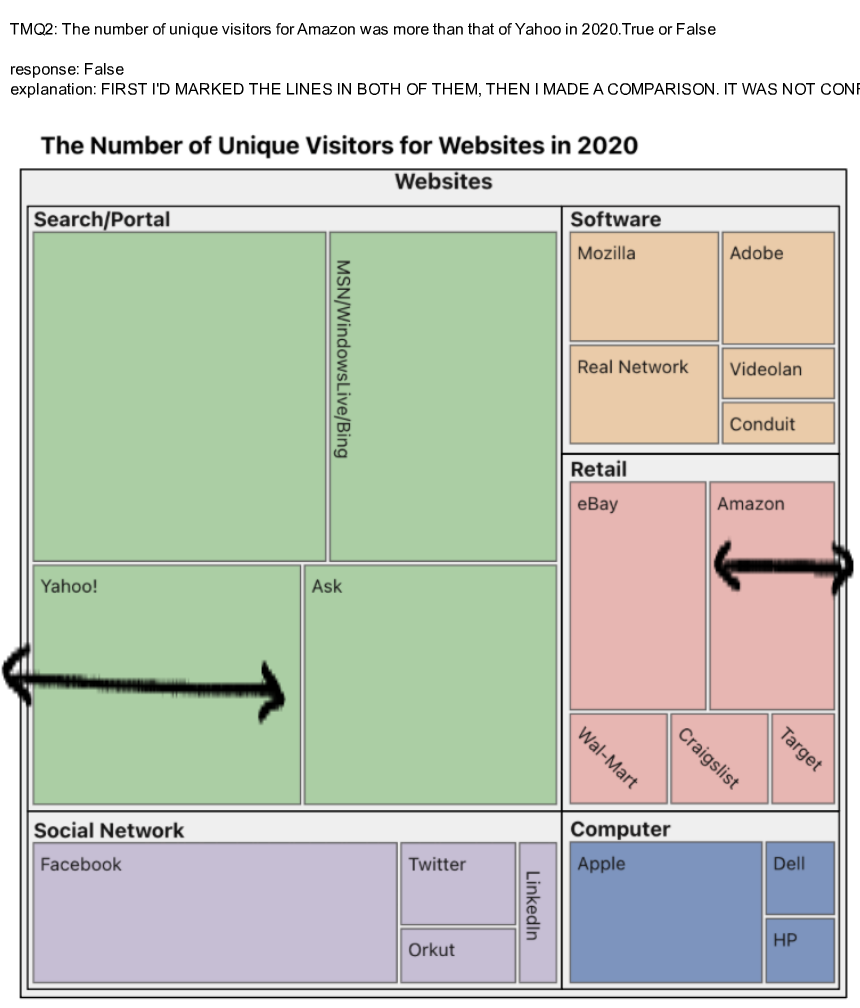 TMQ2: The number of unique visitors for Amazon was more than that of Yahoo in 2020.True or False
response: False
explanation: FIRST I'D MARKED THE LINES IN BOTH OF THEM, THEN I MADE A COMPARISON. IT WAS NOT
The Number of Unique Visitors for Websites in 2020
Websites
Search/Portal
MSN/WindowsLive/Bing
Yahoo!
Ask
Software
Mozilla
Adobe
Real Network
Videolan
Conduit
Retail
eBay
Amazon
Wal-Mart
Craigslist
Target
Social Network
Facebook
Twitter
Orkut
LinkedIn
Computer
Apple
Dell
HP